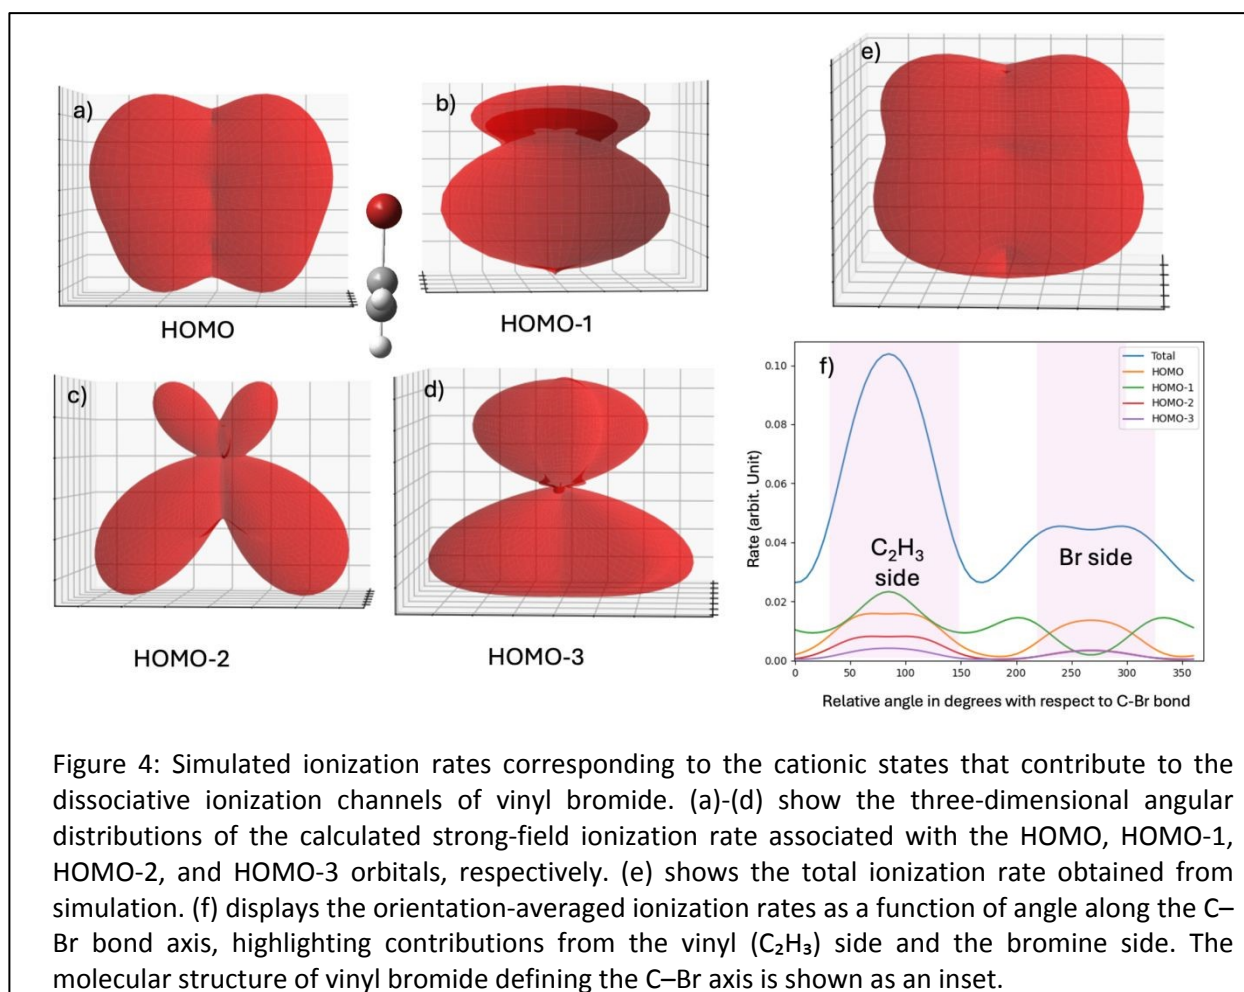 a)
b)
e)
HOMO
HOMO-1
c)
d)
HOMO-2
HOMO-3
f)
Total
HOMO
HOMO-1
HOMO-2
HOMO-3
0.10
0.08
0.06
0.04
0.02
0.00
Rate (arbit. Unit)
C₂H₃
side
Br side
0 50 100 150 200 250 300 350
Relative angle in degrees with respect to C-Br bond
Figure 4: Simulated ionization rates corresponding to the cationic states that contribute to the
dissociative ionization channels of vinyl bromide. (a)-(d) show the three-dimensional angular
distributions of the calculated strong-field ionization rate associated with the HOMO, HOMO-1,
HOMO-2, and HOMO-3 orbitals, respectively. (e) shows the total ionization rate obtained from
simulation. (f) displays the orientation-averaged ionization rates as a function of angle along the C–
Br bond axis, highlighting contributions from the vinyl (C₂H₃) side and the bromine side. The
molecular structure of vinyl bromide defining the C–Br axis is shown as an inset.